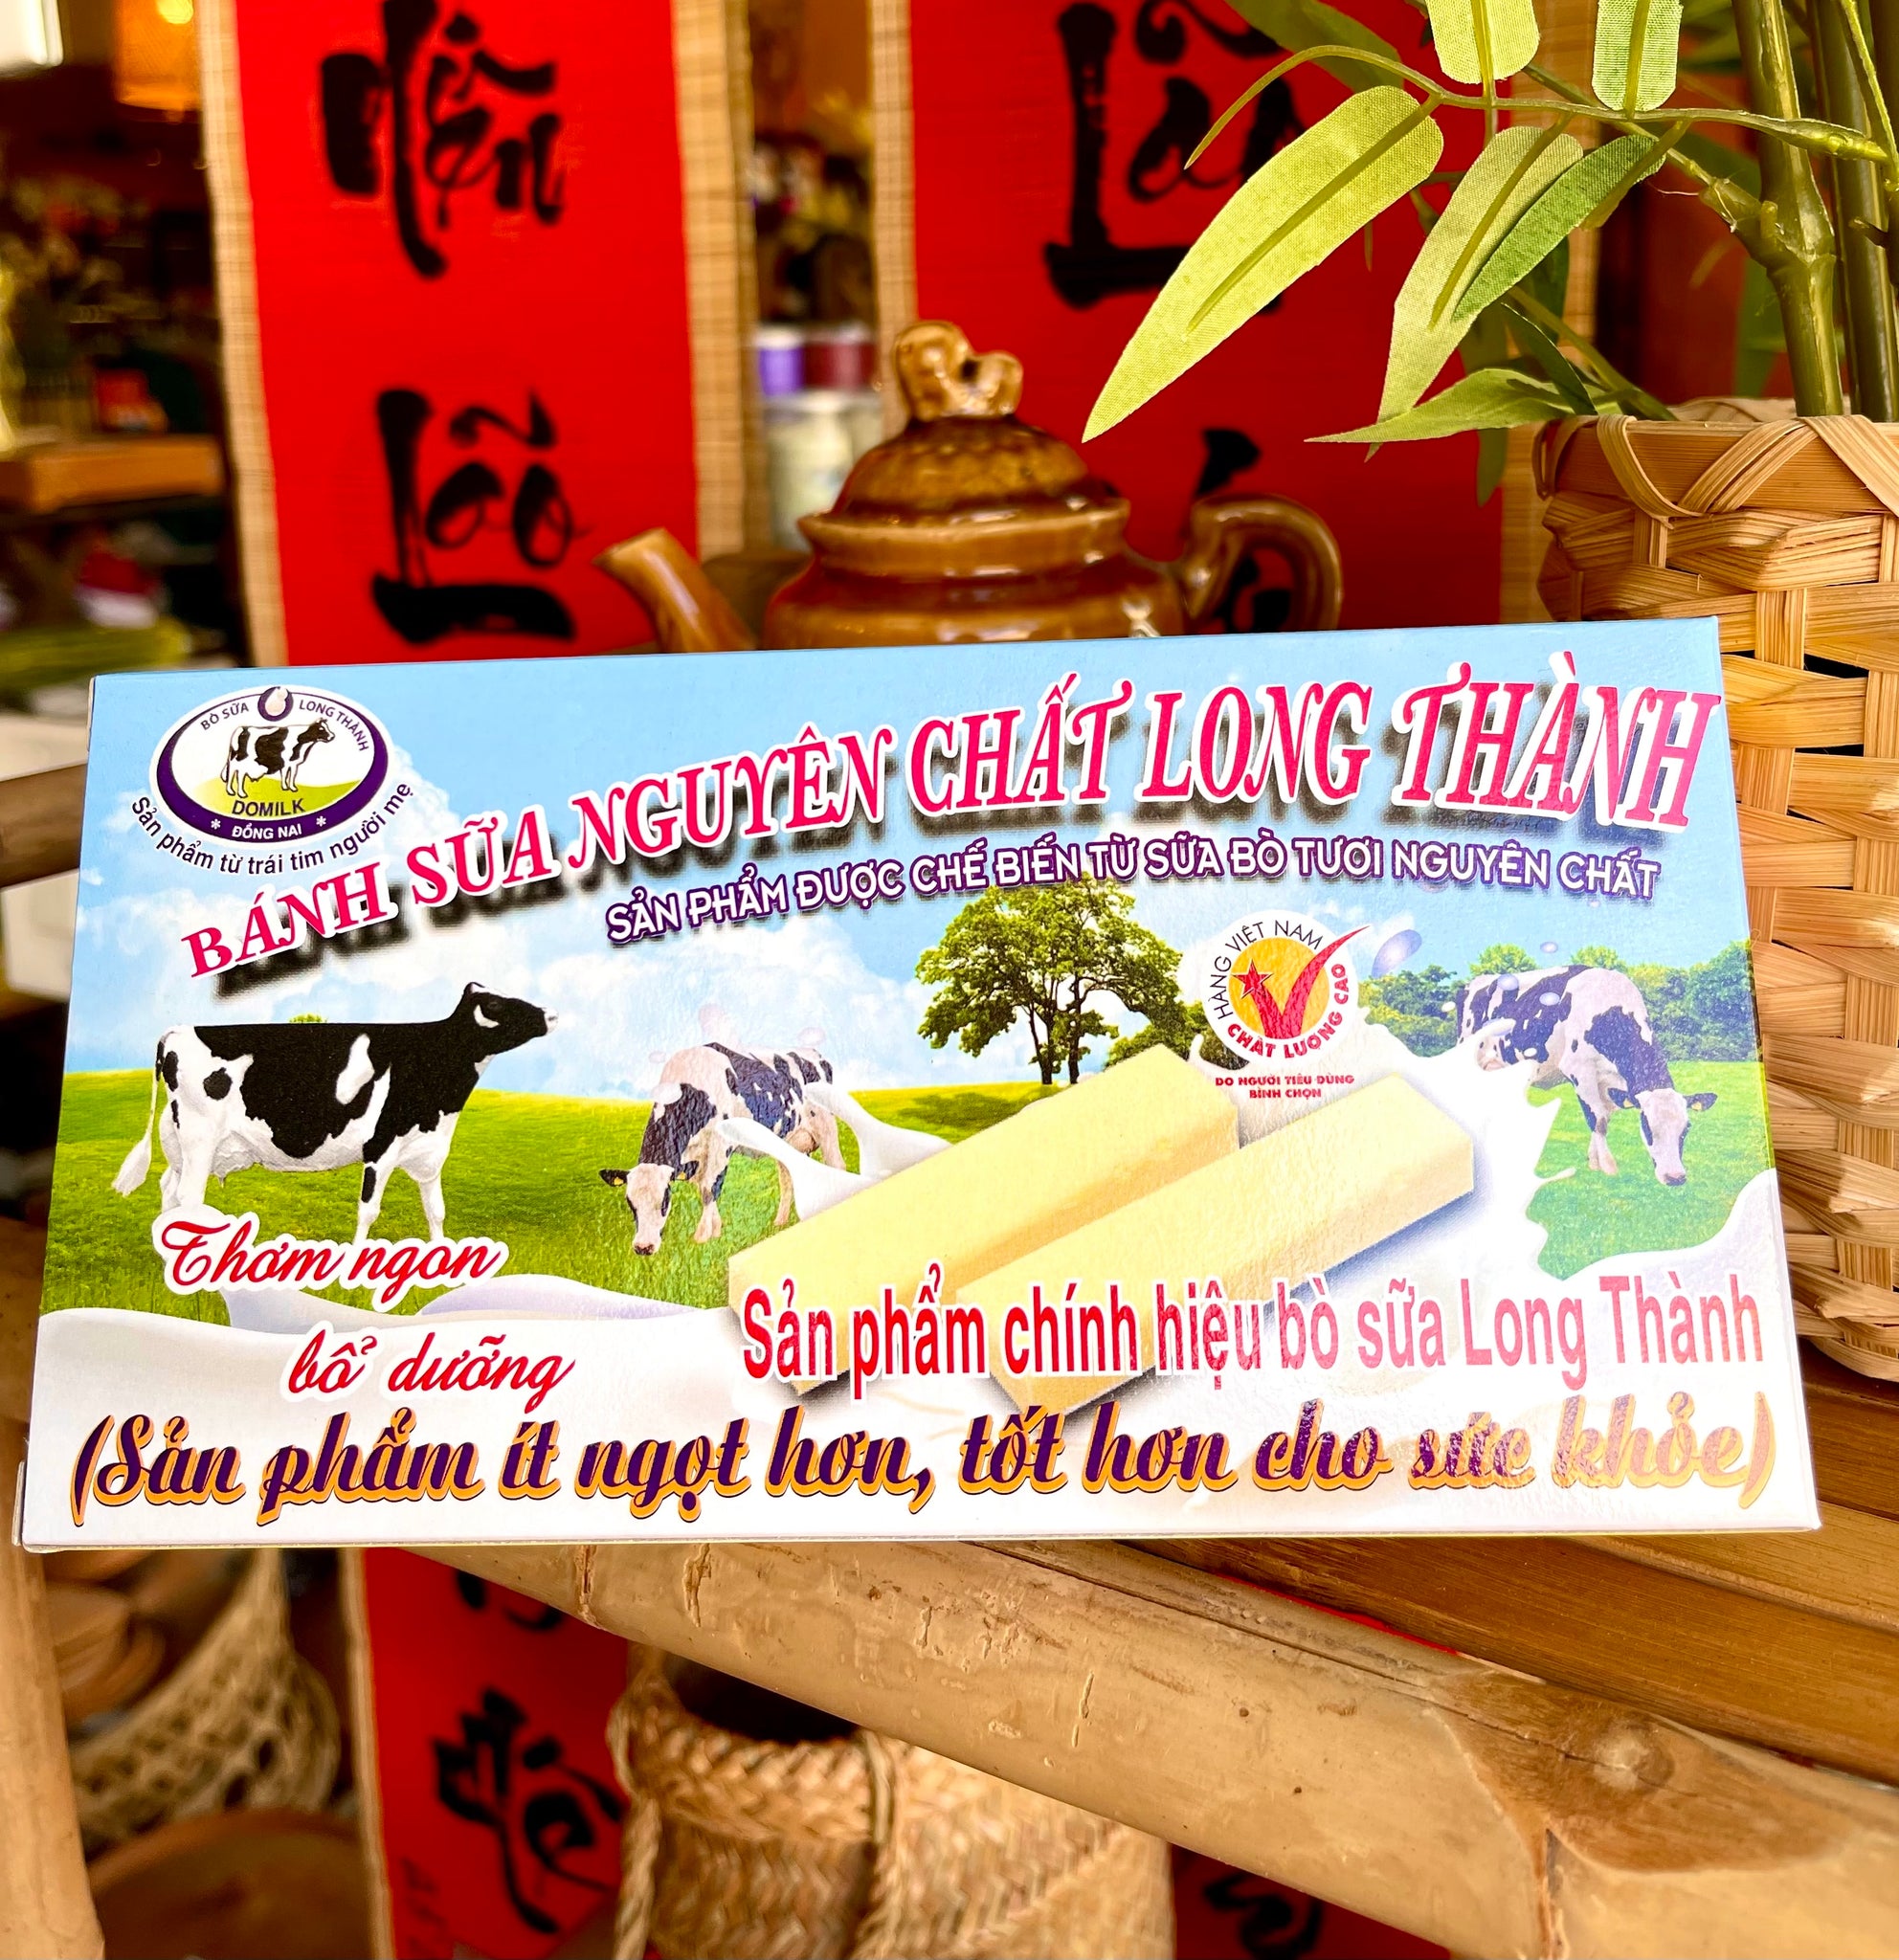 Lão
BÒ SỮA LONG THÀNH
DOMILK
* ĐỒNG NAI *
Sản phẩm từ trái tim người mẹ
BÁNH SỮA NGUYÊN CHẤT LONG THÀNH
SẢN PHẨM ĐƯỢC CHẾ BIẾN TỪ SỮA BÒ TƯƠI NGUYÊN CHẤT
HÀNG VIỆT NAM
CHẤT LƯỢNG CAO
DO NGƯỜI TIÊU DÙNG
BÌNH CHỌN
Thơm ngon
bổ dưỡng
Sản phẩm chính hiệu bò sữa Long Thành
(Sản phẩm ít ngọt hơn, tốt hơn cho sức khỏe)